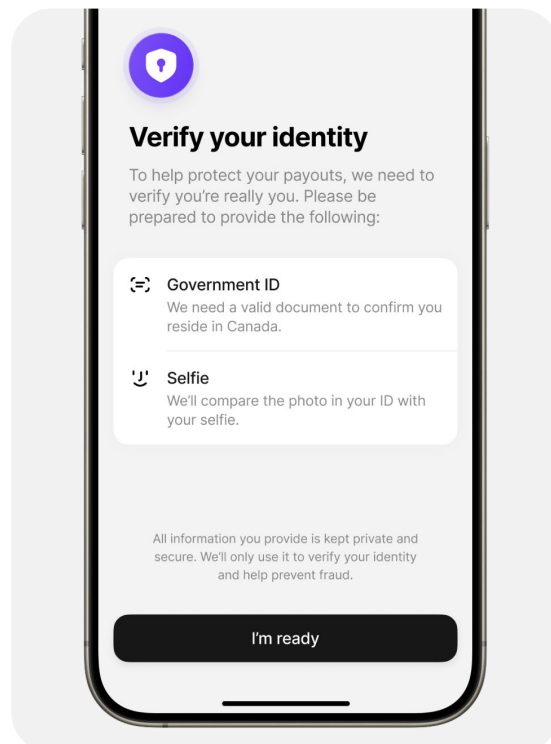 Verify your identity
To help protect your payouts, we need to
verify you’re really you. Please be
prepared to provide the following:
Government ID
We need a valid document to confirm you
reside in Canada.
Selfie
We’ll compare the photo in your ID with
your selfie.
All information you provide is kept private and
secure. We’ll only use it to verify your identity
and help prevent fraud.
I’m ready